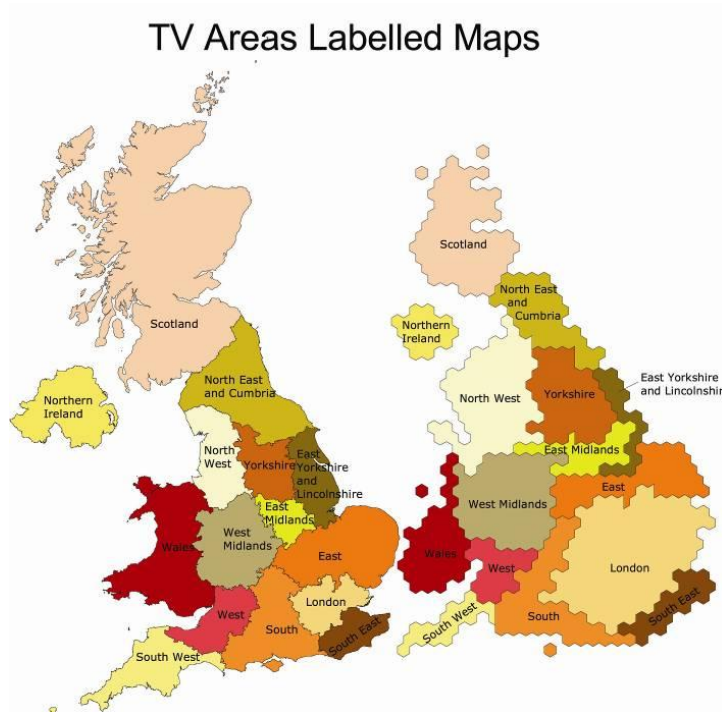 TV Areas Labelled Maps
Scotland
North East
and Cumbria
Northern
Ireland
North
West
Yorkshire
East
Yorkshire
and
Lincolnshire
East
Midlands
Wales
West
Midlands
East
West
London
South
South East
South West
Scotland
North East
and
Cumbria
Northern
Ireland
North West
Yorkshire
East Yorkshire
and Lincolnshire
East Midlands
West Midlands
East
Wales
West
London
South
South East
South West